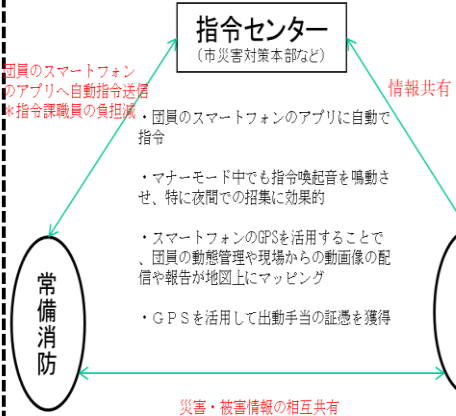 指令センター
(市災害対策本部など)
団員のスマートフォン
のアプリへ自動指令送信
*指令課職員の負担減
情報共有
・団員のスマートフォンのアプリに自動で
指令
・マナーモード中でも指令喚起音を鳴動さ
せ、特に夜間での招集に効果的
・スマートフォンのGPSを活用することで
、団員の動態管理や現場からの動画像の配
信や報告が地図上にマッピング
・ＧＰＳを活用して出動手当の証憑を獲得
常備消防
災害・被害情報の相互共有